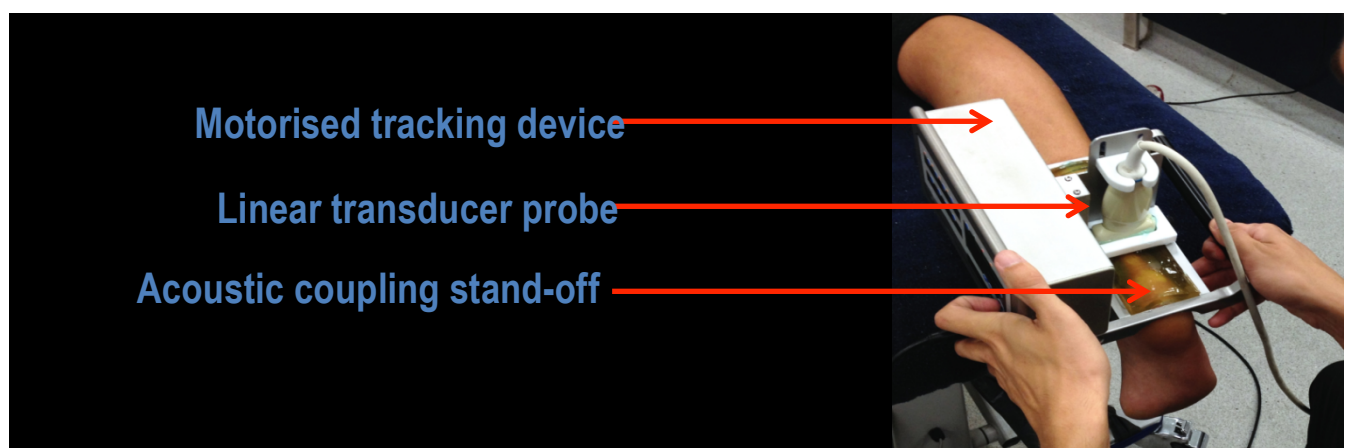 Motorised tracking device
Linear transducer probe
Acoustic coupling stand-off